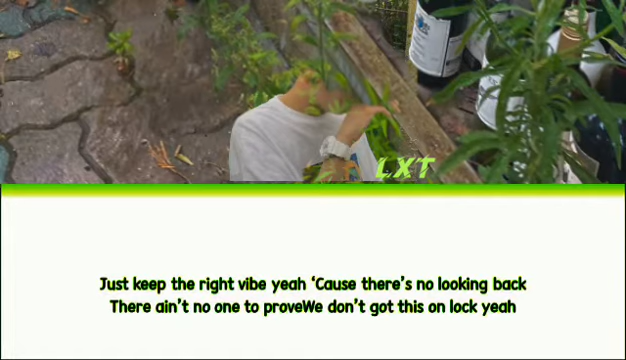 LXT
Just keep the right vibe yeah ‘Cause there’s no looking back
There ain’t no one to proveWe don’t got this on lock yeah